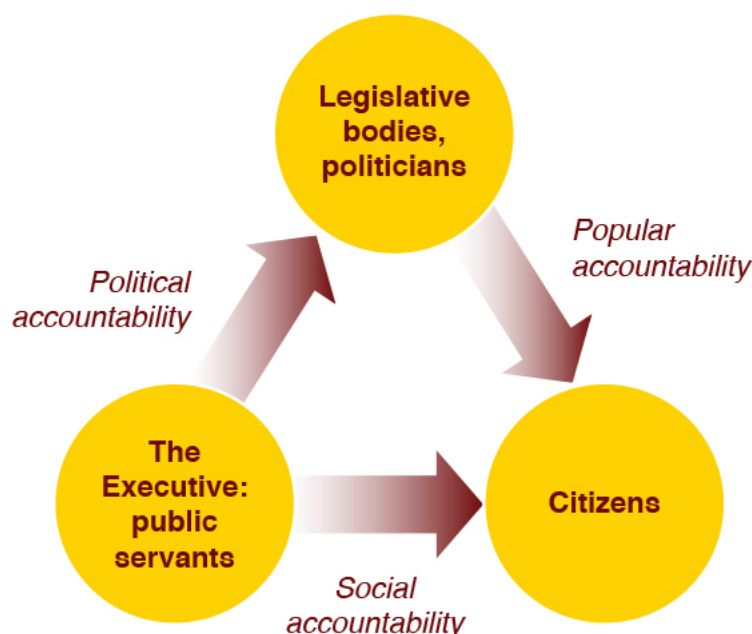 Legislative
bodies,
politicians
Political
accountability
Popular
accountability
The
Executive:
public
servants
Citizens
Social
accountability